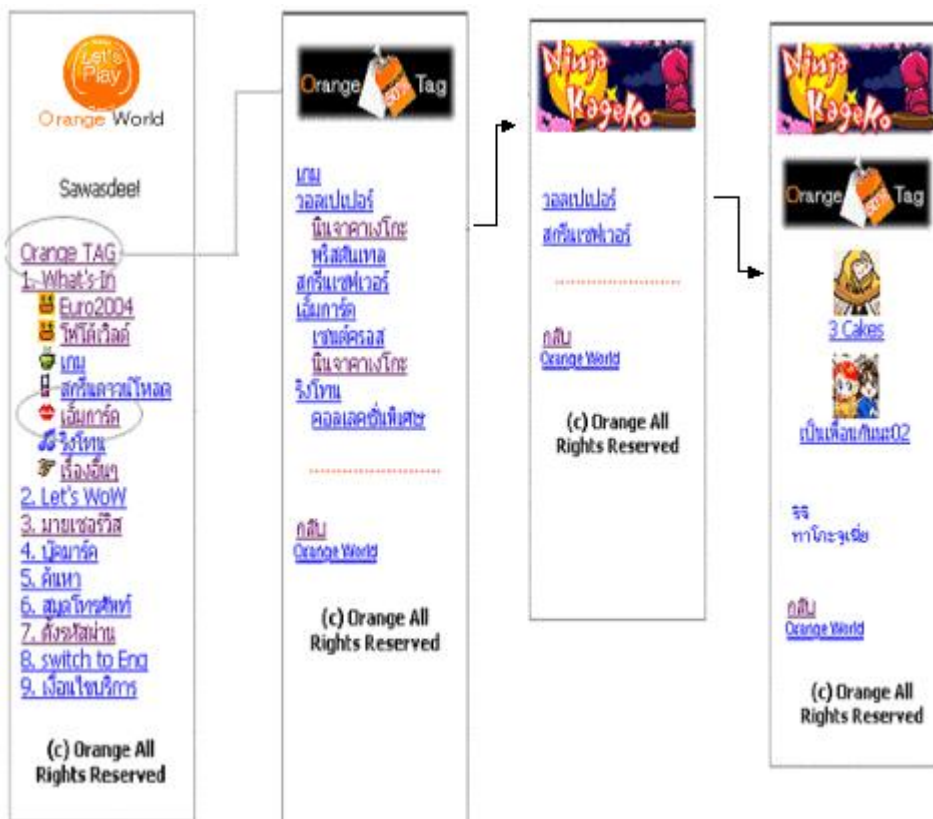 Let's
Play
Orange World
Sawasdee!
Orange TAG
1. What's-In
Euro2004
โฟโต้เวิลด์
เกม
สกรีนดาวน์โหลด
เอ็มการ์ด
ริงโทน
เรื่องอื่นๆ
2. Let's WoW
3. มายเซอร์วิส
4. บุ๊คมาร์ค
5. ค้นหา
6. สมุดโทรศัพท์
7. ตั้งรหัสผ่าน
8. switch to Eng
9. เงื่อนไขบริการ
(c) Orange All
Rights Reserved
Orange 50% Tag
เกม
วอลเปเปอร์
นินจาคาเงโกะ
พริสตันเทล
สกรีนเซฟเวอร์
เอ็มการ์ด
เซนต์ครอส
นินจาคาเงโกะ
ริงโทน
คอลเลคชั่นพิเศษ
กลับ
Orange World
(c) Orange All
Rights Reserved
Ninja
KageKo
วอลเปเปอร์
สกรีนเซฟเวอร์
กลับ
Orange World
(c) Orange All
Rights Reserved
Ninja
KageKo
Orange 50% Tag
3 Cakes
เป็นเพื่อนกันนะ02
ริจิ
ทาโกะจูเนี่ย
กลับ
Orange World
(c) Orange All
Rights Reserved